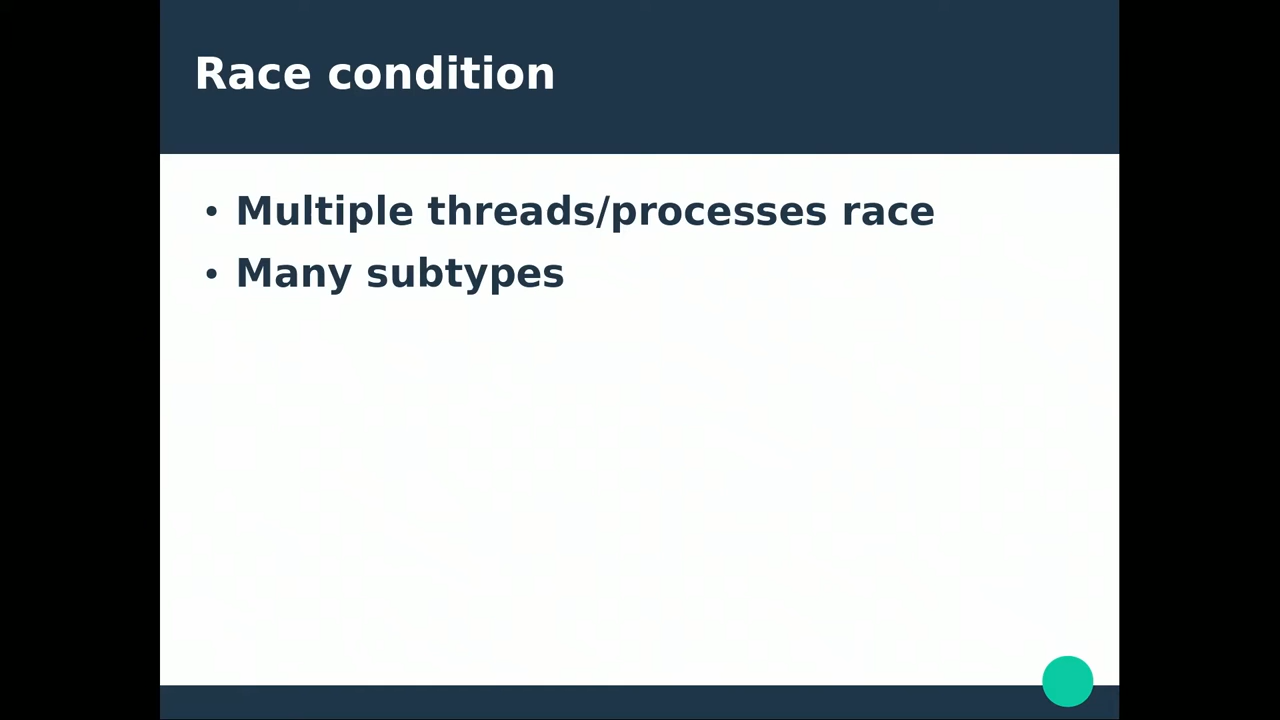 Race condition
• Multiple threads/processes race
• Many subtypes